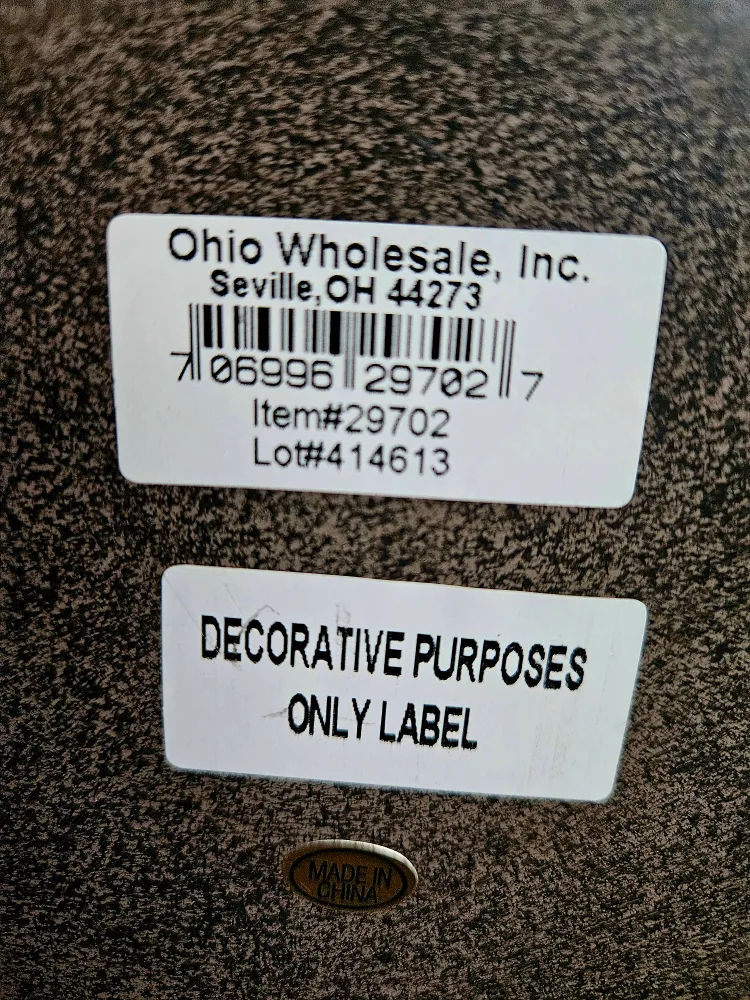 Ohio Wholesale, Inc.
Seville,OH 44273
7 06996 29702 7
Item#29702
Lot#414613
DECORATIVE PURPOSES
ONLY LABEL
MADE IN
CHINA